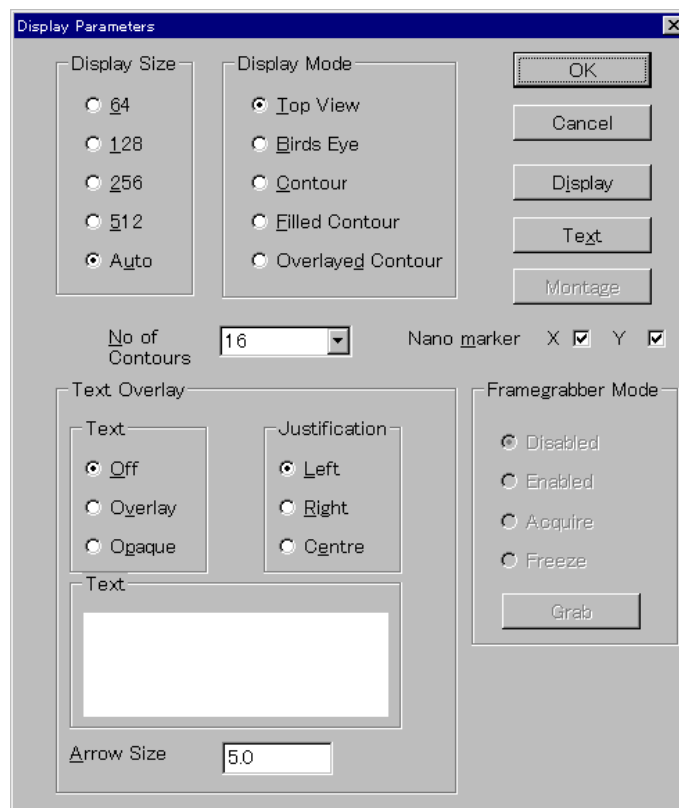 Display Parameters
Display Size
64
128
256
512
Auto
Display Mode
Top View
Birds Eye
Contour
Filled Contour
Overlayed Contour
OK
Cancel
Display
Text
Montage
No of
Contours
16
Nano marker X Y
Text Overlay
Text
Off
Overlay
Opaque
Justification
Left
Right
Centre
Text
Arrow Size 5.0
Framegrabber Mode
Disabled
Enabled
Acquire
Freeze
Grab